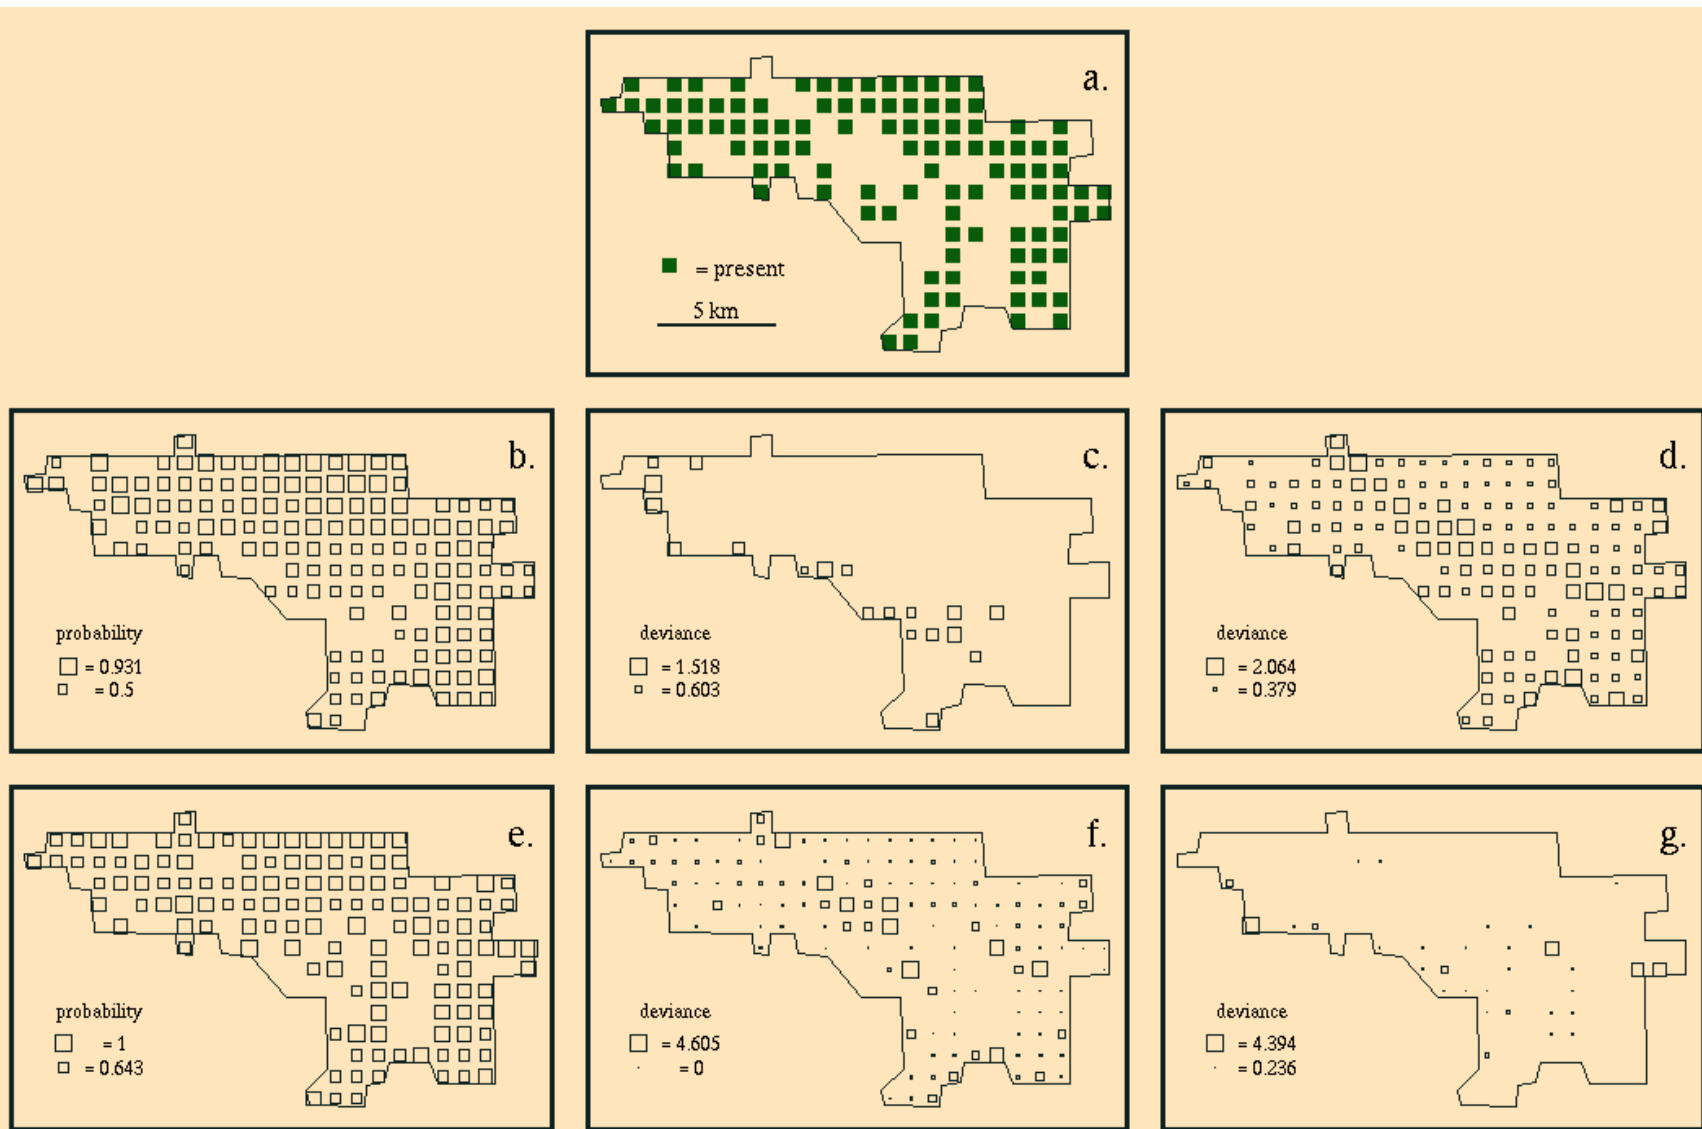 a.
= present
5 km
b.
probability
= 0.931
= 0.5
c.
deviance
= 1.518
= 0.603
d.
deviance
= 2.064
= 0.379
e.
probability
= 1
= 0.643
f.
deviance
= 4.605
= 0
g.
deviance
= 4.394
= 0.236